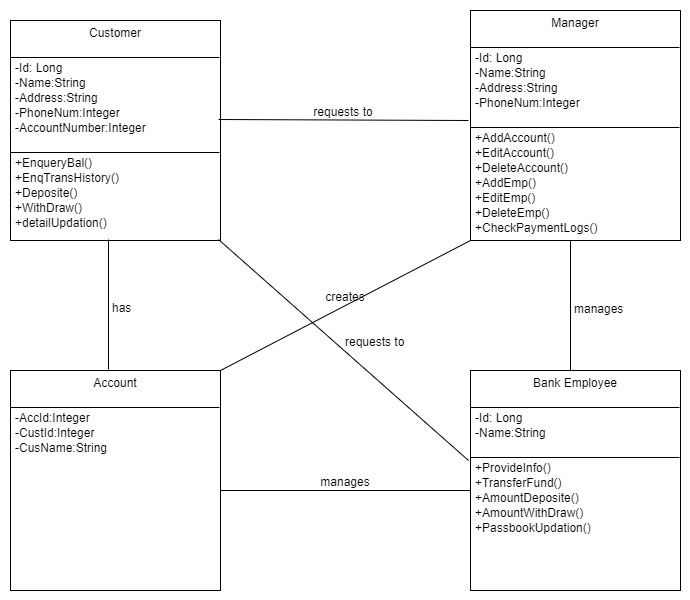 Customer
-Id: Long
-Name:String
-Address:String
-PhoneNum:Integer
-AccountNumber:Integer
+EnqueryBal()
+EnqTransHistory()
+Deposite()
+WithDraw()
+detailUpdation()
requests to
Manager
-Id: Long
-Name:String
-Address:String
-PhoneNum:Integer
+AddAccount()
+EditAccount()
+DeleteAccount()
+AddEmp()
+EditEmp()
+DeleteEmp()
+CheckPaymentLogs()
has
creates
requests to
manages
Account
-AccId:Integer
-CustId:Integer
-CusName:String
manages
Bank Employee
-Id: Long
-Name:String
+ProvideInfo()
+TransferFund()
+AmountDeposite()
+AmountWithDraw()
+PassbookUpdation()